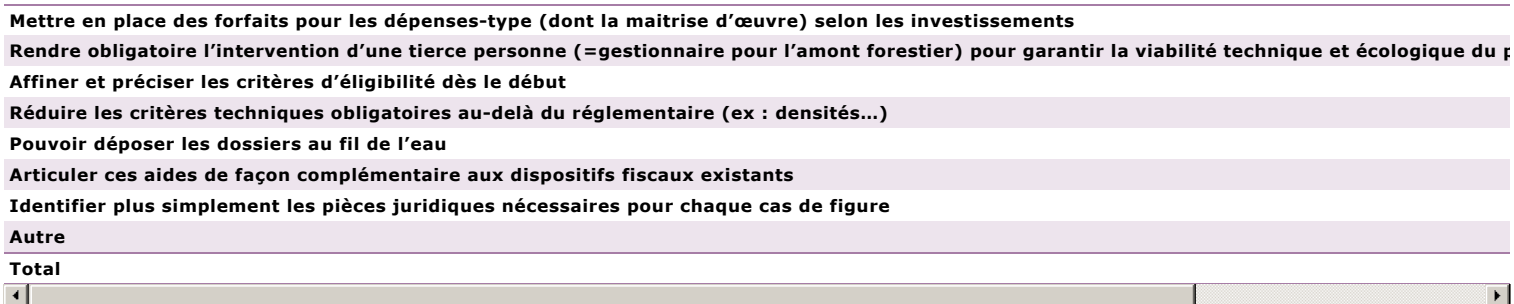 Mettre en place des forfaits pour les dépenses-type (dont la maitrise d’œuvre) selon les investissements
Rendre obligatoire l’intervention d’une tierce personne (=gestionnaire pour l’amont forestier) pour garantir la viabilité technique et écologique du
Affiner et préciser les critères d’éligibilité dès le début
Réduire les critères techniques obligatoires au-delà du réglementaire (ex : densités…)
Pouvoir déposer les dossiers au fil de l’eau
Articuler ces aides de façon complémentaire aux dispositifs fiscaux existants
Identifier plus simplement les pièces juridiques nécessaires pour chaque cas de figure
Autre
Total